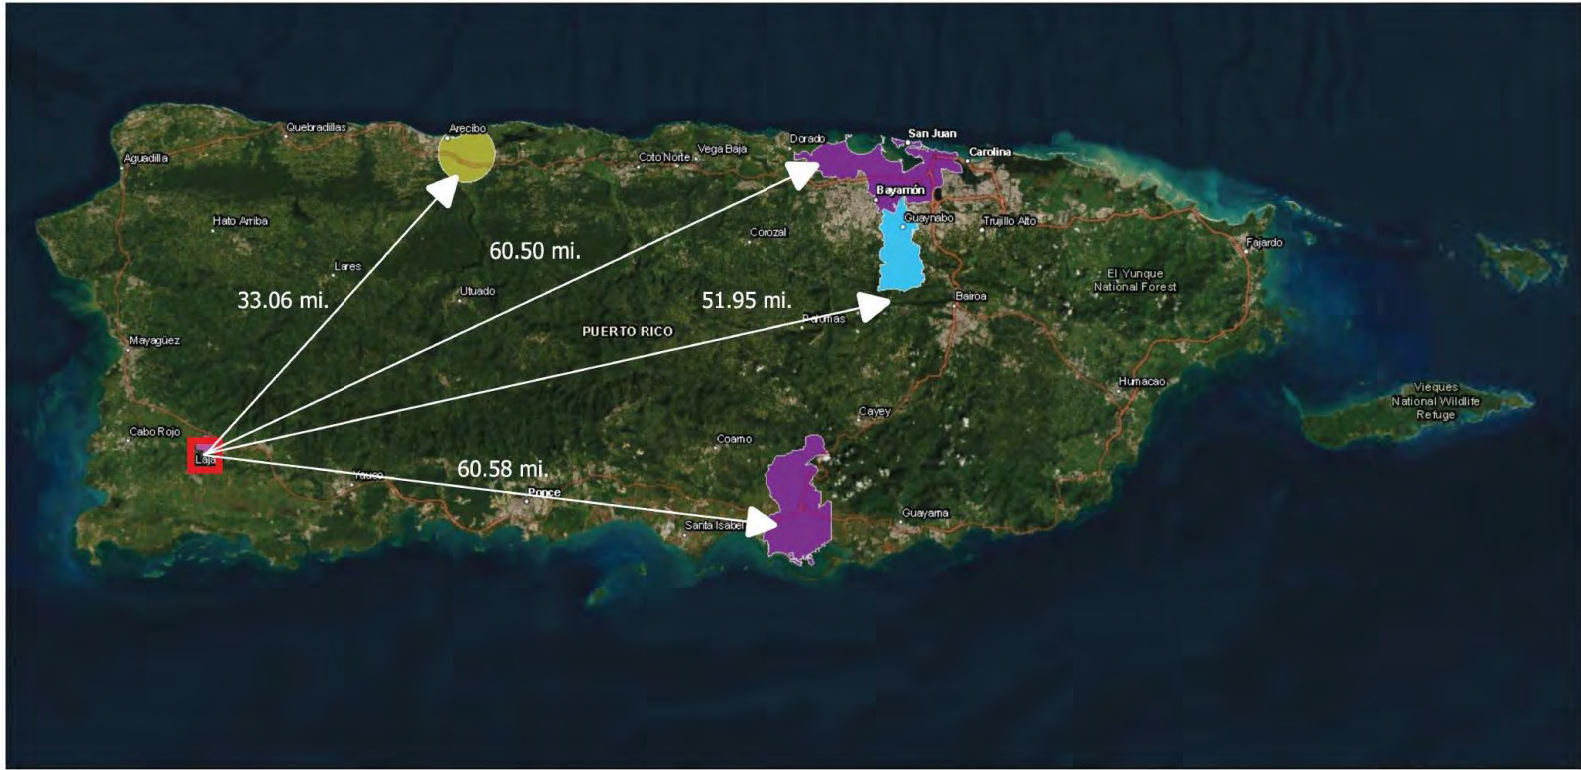 Quebradillas
Arecibo
Dorado
San Juan
Aguadilla
Coto Norte
Vega Baja
Carolina
Bayamón
Hato Arriba
Corozal
Guaynabo
Trujillo Alto
Fajardo
60.50 mi.
Lares
El Yunque
National Forest
33.06 mi.
Utuado
51.95 mi.
Bairoa
Palomas
PUERTO RICO
Mayagüez
Humacao
Vieques
National Wildlife
Refuge
Cayey
Cabo Rojo
Coamo
Laja
60.58 mi.
Yauco
Ponce
Guayama
Santa Isabel